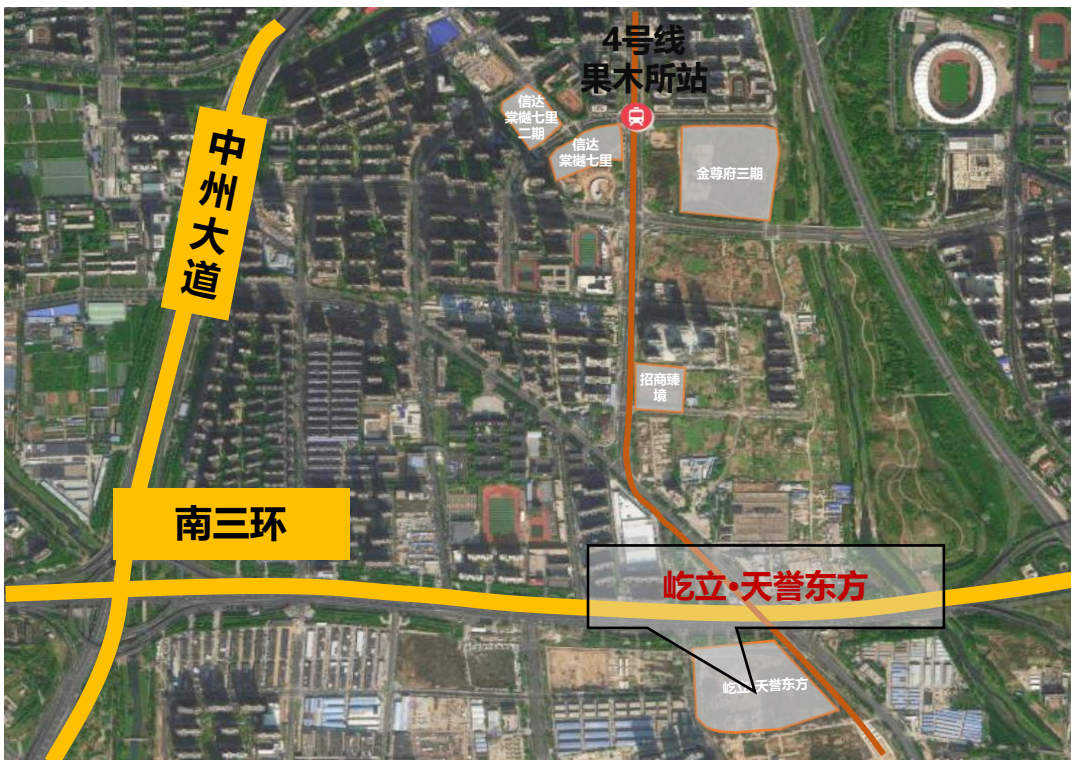 4号线
果木所站
信达
棠樾七里
二期
信达
棠樾七里
金尊府三期
中
州
大
道
招商臻
境
南三环
屹立·天誉东方
屹立·天誉东方